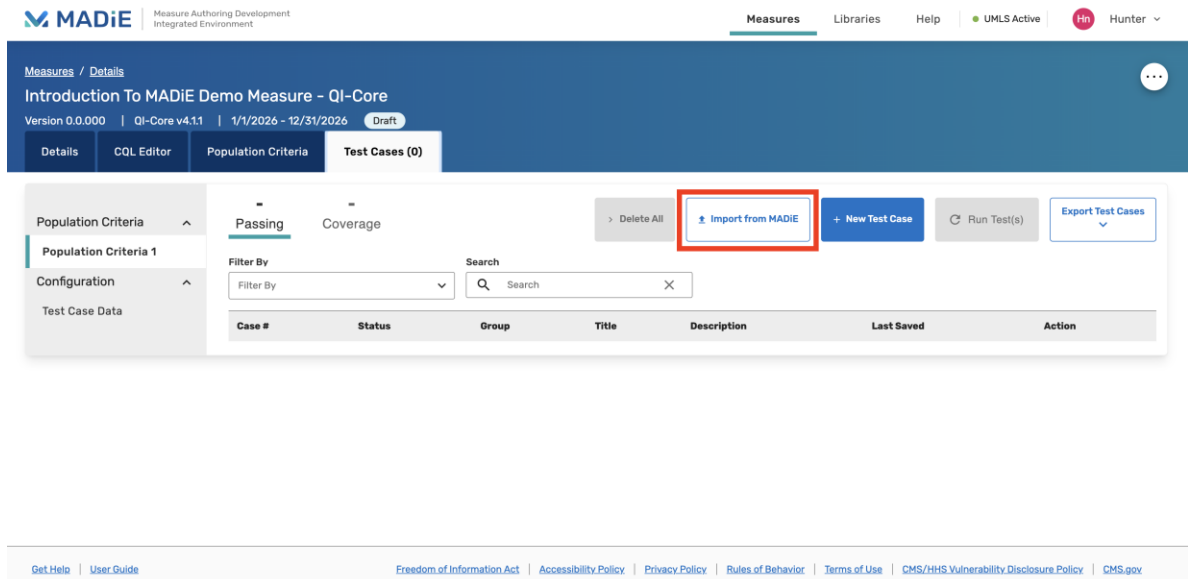 MADiE
Measure Authoring Development
Integrated Environment
Measures
Libraries
Help
UMLS Active
Hn
Hunter
Measures / Details
Introduction To MADiE Demo Measure - QI-Core
Version 0.0.000 | QI-Core v4.1.1 | 1/1/2026 - 12/31/2026 Draft
Details
CQL Editor
Population Criteria
Test Cases (0)
Population Criteria
Population Criteria 1
Configuration
Test Case Data
- Passing
- Coverage
Delete All
Import from MADiE
+ New Test Case
Run Test(s)
Export Test Cases
Filter By
Filter By
Search
Search
Case # Status Group Title Description Last Saved Action
Get Help | User Guide
Freedom of Information Act | Accessibility Policy | Privacy Policy | Rules of Behavior | Terms of Use | CMS/HHS Vulnerability Disclosure Policy | CMS.gov